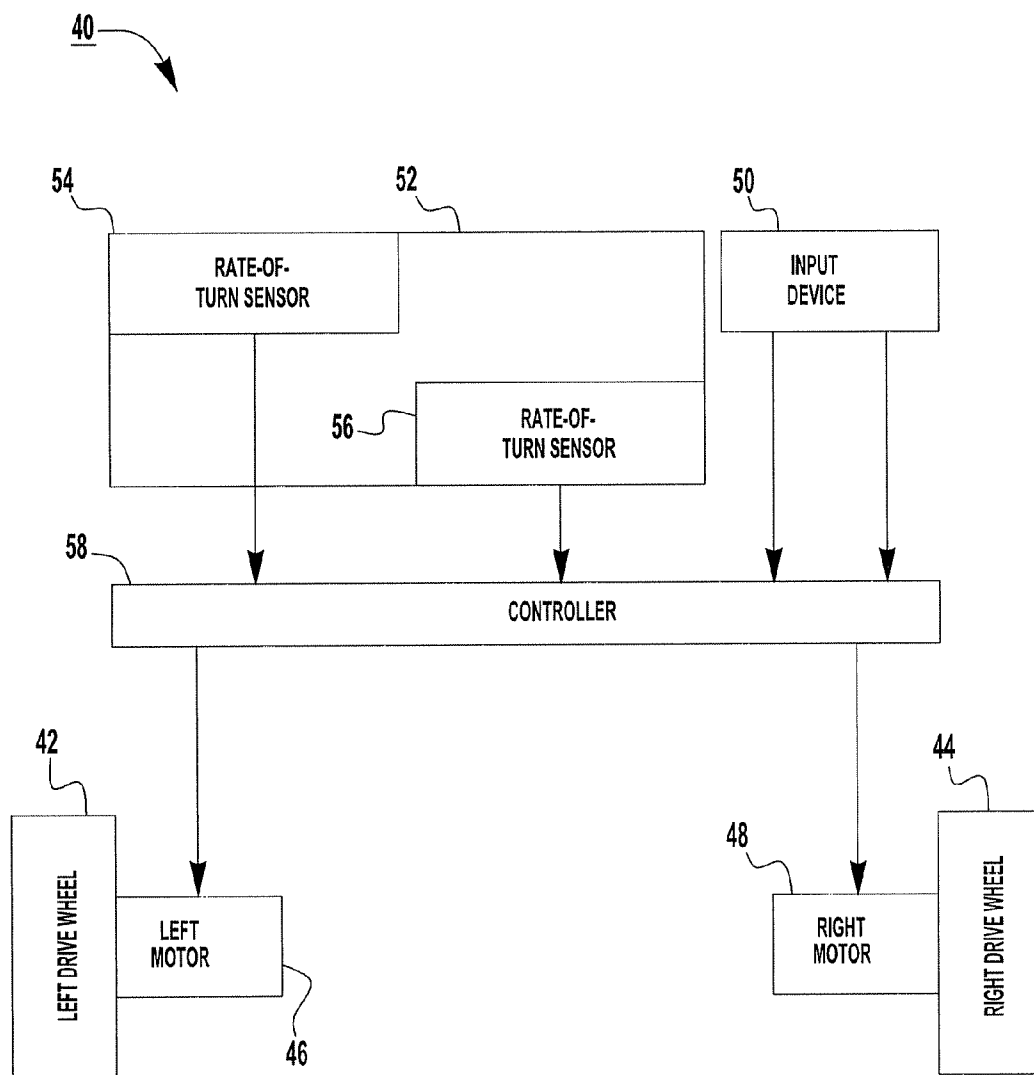 40
54
52
50
RATE-OF-
TURN SENSOR
INPUT
DEVICE
56
RATE-OF-
TURN SENSOR
58
CONTROLLER
42
44
48
LEFT DRIVE WHEEL
LEFT
MOTOR
RIGHT
MOTOR
RIGHT DRIVE WHEEL
46